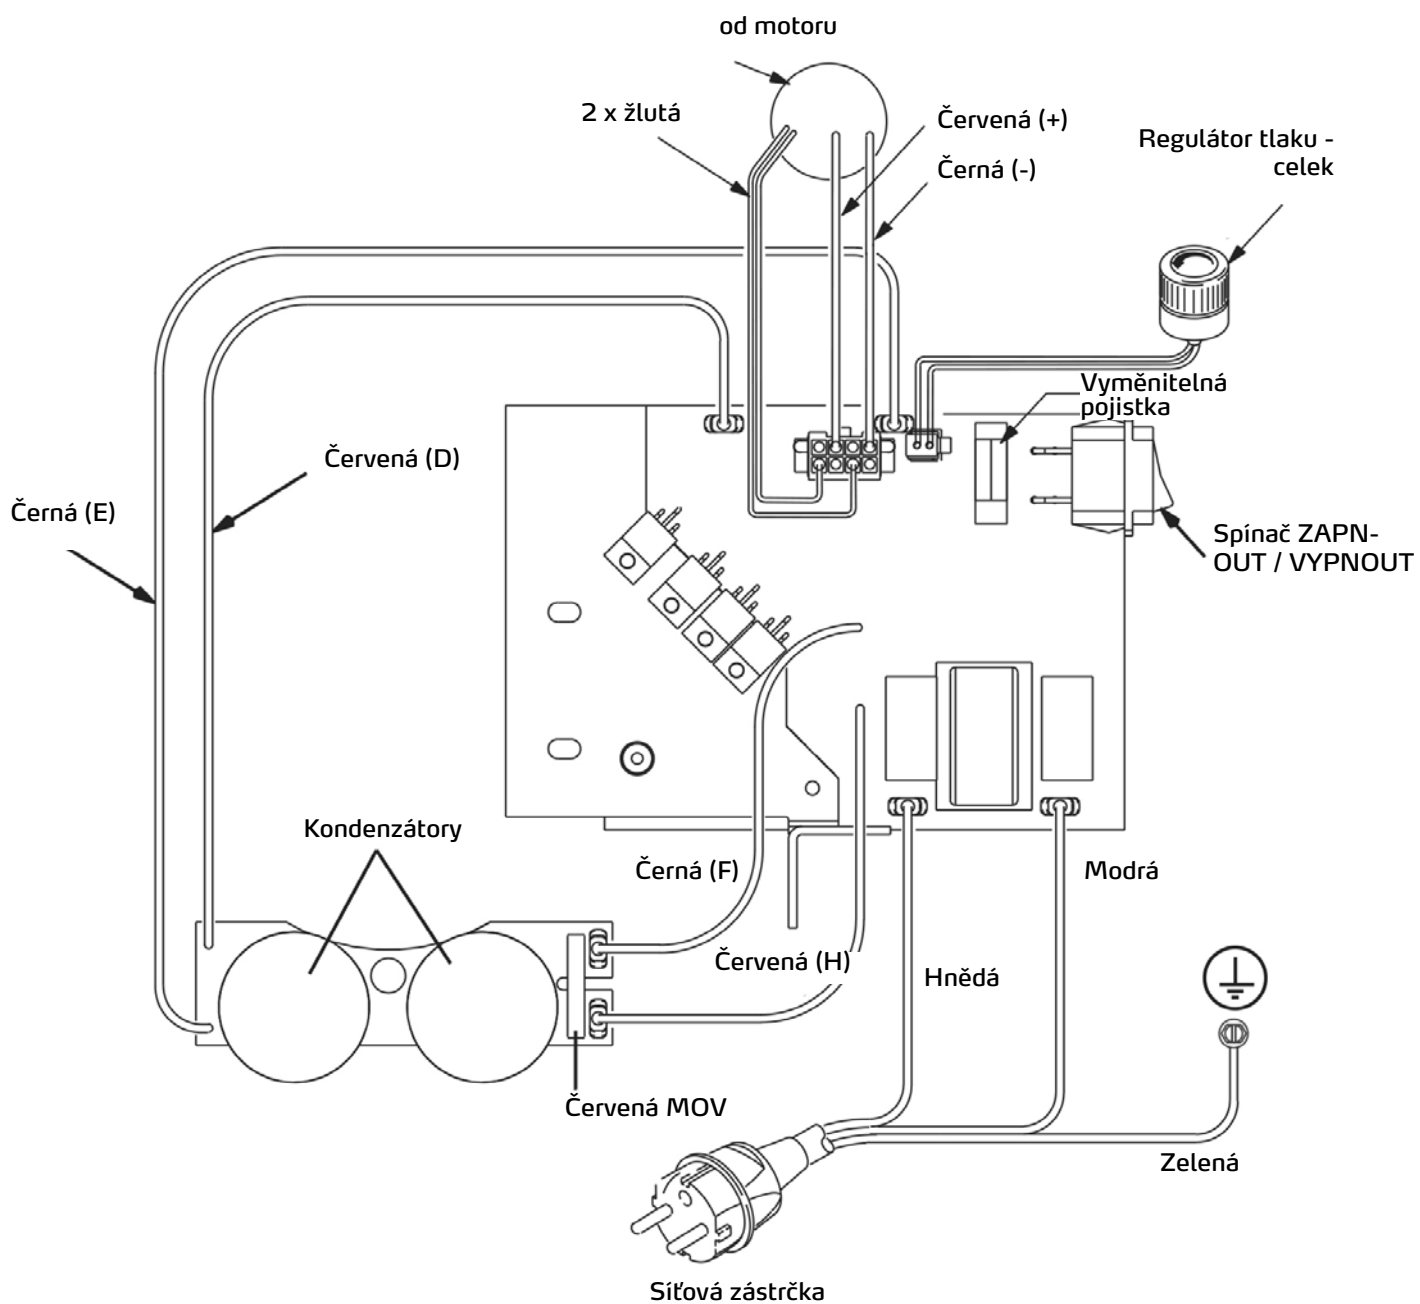 od motoru
2 x žlutá
Červená (+)
Černá (-)
Regulátor tlaku -
celek
Vyměnitelná
pojistka
Červená (D)
Černá (E)
Spínač ZAPN-
OUT / VYPNOUT
Kondenzátory
Černá (F)
Modrá
Červená (H)
Hnědá
Červená MOV
Zelená
Síťová zástrčka